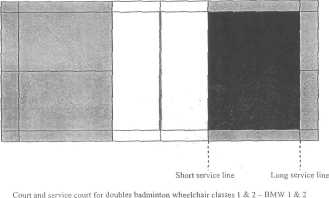 Short service line Long service line
Court and service court for doubles badminton wheelchair classes 1 & 2 – BMW 1 & 2